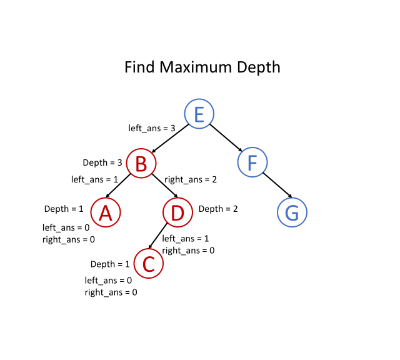 Find Maximum Depth
E
left_ans = 3
Depth = 3
B
F
left_ans = 1
right_ans = 2
Depth = 1
A
D
Depth = 2
G
left_ans = 0
right_ans = 0
left_ans = 1
right_ans = 0
Depth = 1
C
left_ans = 0
right_ans = 0